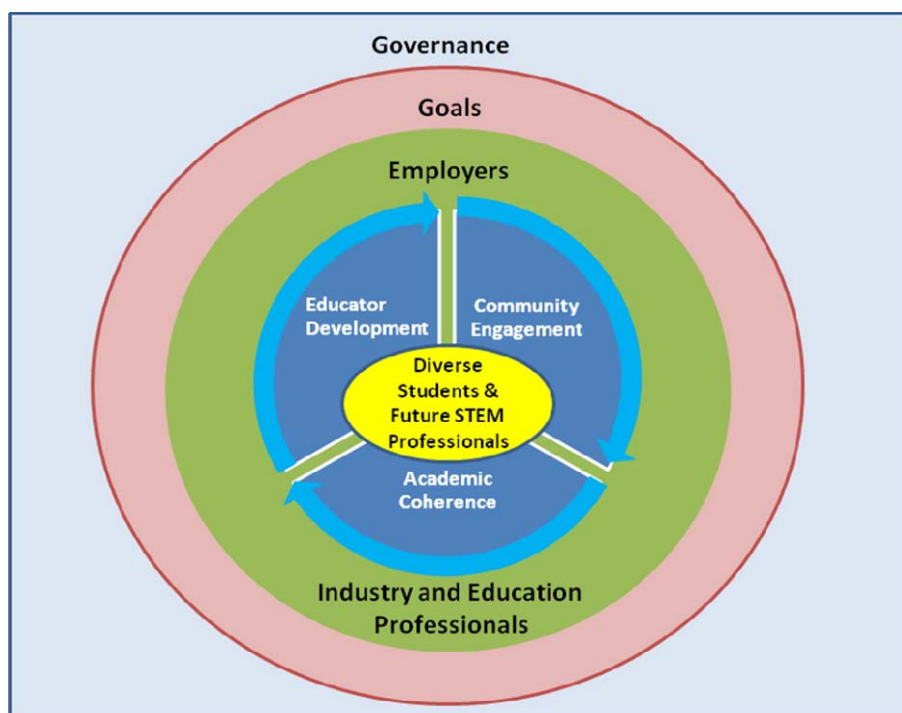 Governance
Goals
Employers
Educator
Development
Community
Engagement
Diverse
Students &
Future STEM
Professionals
Academic
Coherence
Industry and Education
Professionals